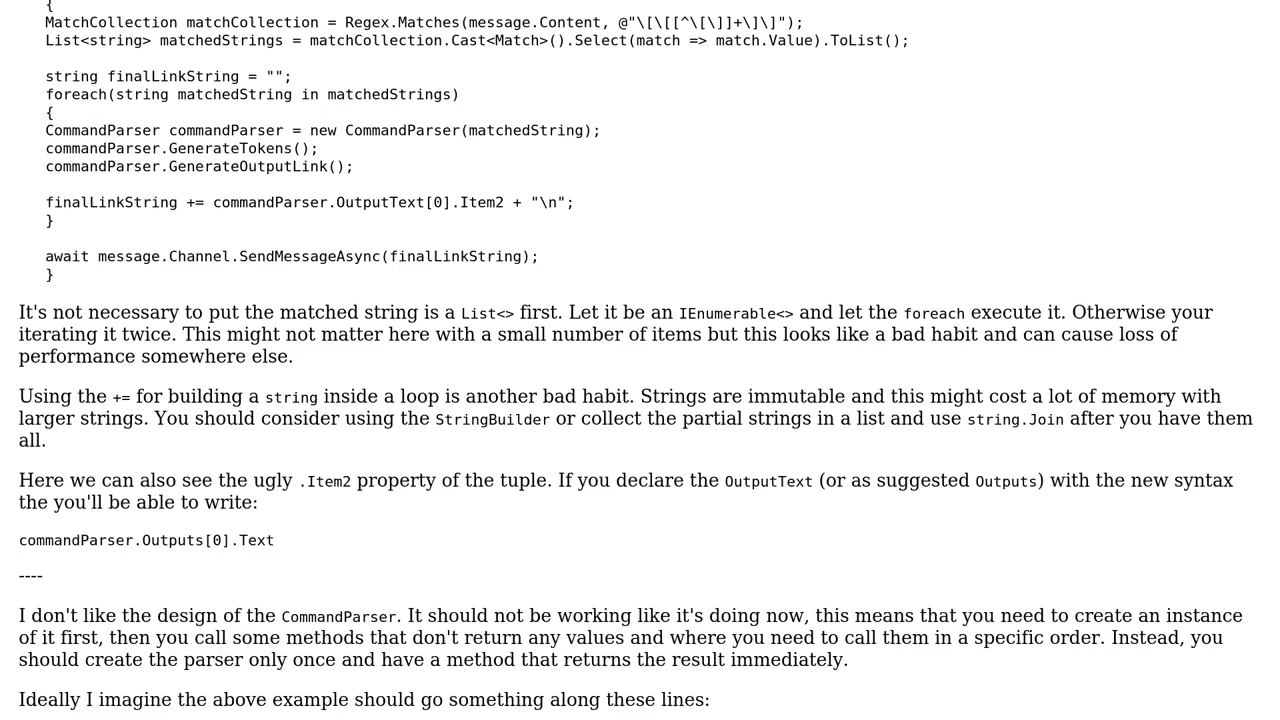 {
MatchCollection matchCollection = Regex.Matches(message.Content, @"\[\[[^\[\]]+\]\]");
List<string> matchedStrings = matchCollection.Cast<Match>().Select(match => match.Value).ToList();
string finalLinkString = "";
foreach(string matchedString in matchedStrings)
{
CommandParser commandParser = new CommandParser(matchedString);
commandParser.GenerateTokens();
commandParser.GenerateOutputLink();
finalLinkString += commandParser.OutputText[0].Item2 + "\n";
}
await message.Channel.SendMessageAsync(finalLinkString);
}
It's not necessary to put the matched string is a List<> first. Let it be an IEnumerable<> and let the foreach execute it. Otherwise your
iterating it twice. This might not matter here with a small number of items but this looks like a bad habit and can cause loss of
performance somewhere else.
Using the += for building a string inside a loop is another bad habit. Strings are immutable and this might cost a lot of memory with
larger strings. You should consider using the StringBuilder or collect the partial strings in a list and use string.Join after you have them
all.
Here we can also see the ugly .Item2 property of the tuple. If you declare the OutputText (or as suggested Outputs) with the new syntax
the you'll be able to write:
commandParser.Outputs[0].Text
----
I don't like the design of the CommandParser. It should not be working like it's doing now, this means that you need to create an instance
of it first, then you call some methods that don't return any values and where you need to call them in a specific order. Instead, you
should create the parser only once and have a method that returns the result immediately.
Ideally I imagine the above example should go something along these lines: